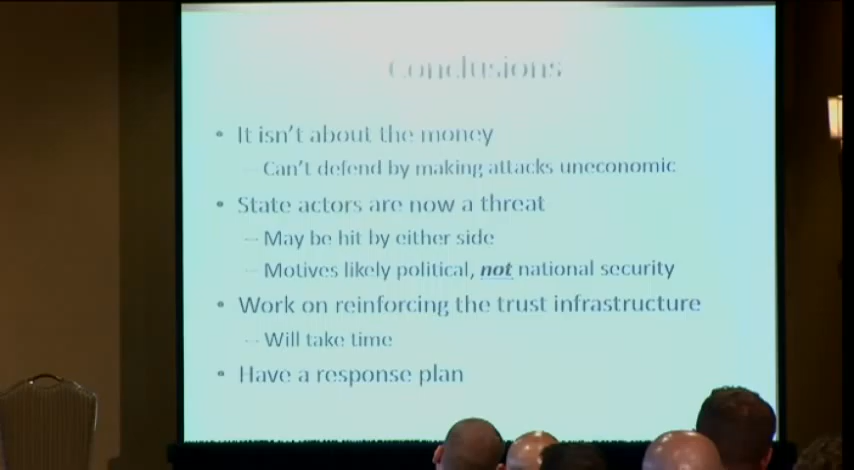 Conclusions
• It isn't about the money
– Can't defend by making attacks uneconomic
• State actors are now a threat
– May be hit by either side
– Motives likely political, not national security
• Work on reinforcing the trust infrastructure
– Will take time
• Have a response plan